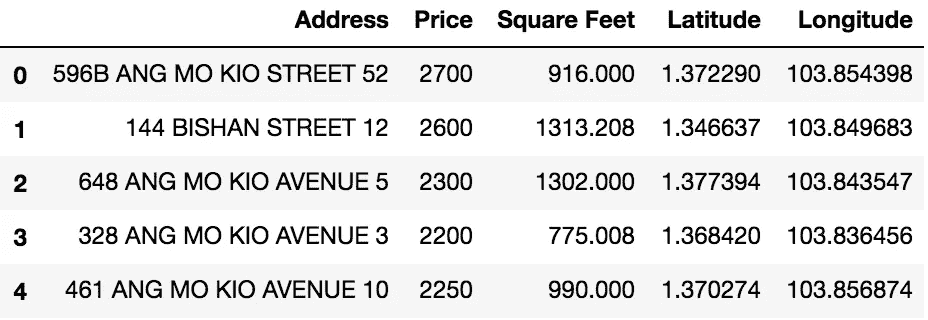 Address Price Square Feet Latitude Longitude
0 596B ANG MO KIO STREET 52 2700 916.000 1.372290 103.854398
1 144 BISHAN STREET 12 2600 1313.208 1.346637 103.849683
2 648 ANG MO KIO AVENUE 5 2300 1302.000 1.377394 103.843547
3 328 ANG MO KIO AVENUE 3 2200 775.008 1.368420 103.836456
4 461 ANG MO KIO AVENUE 10 2250 990.000 1.370274 103.856874